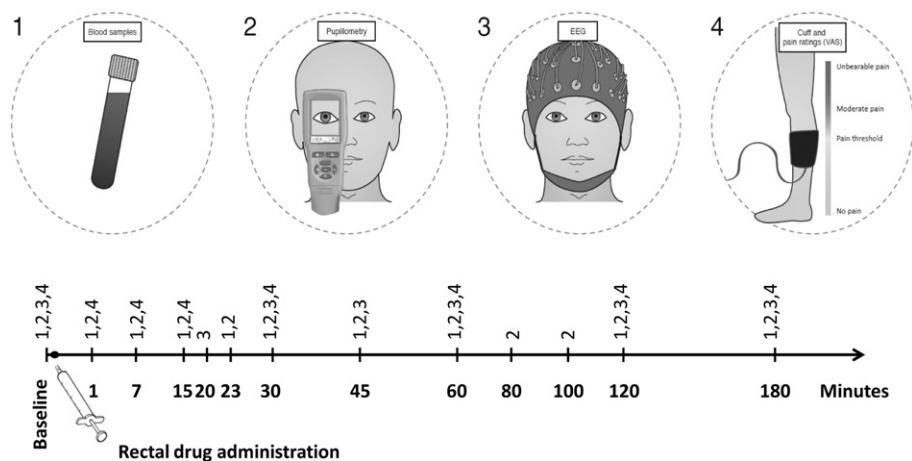 1
Blood samples
2
Pupillometry
3
EEG
4
Cuff and
pain ratings (VAS)
Unbearable pain
Moderate pain
Pain threshold
No pain
1,2,3,4
1,2,4
1,2,4
1,2,4
3
1,2
1,2,3,4
1,2,3
1,2,3,4
2
2
1,2,3,4
1,2,3,4
Baseline
1 7 15 20 23 30 45 60 80 100 120 180 Minutes
Rectal drug administration